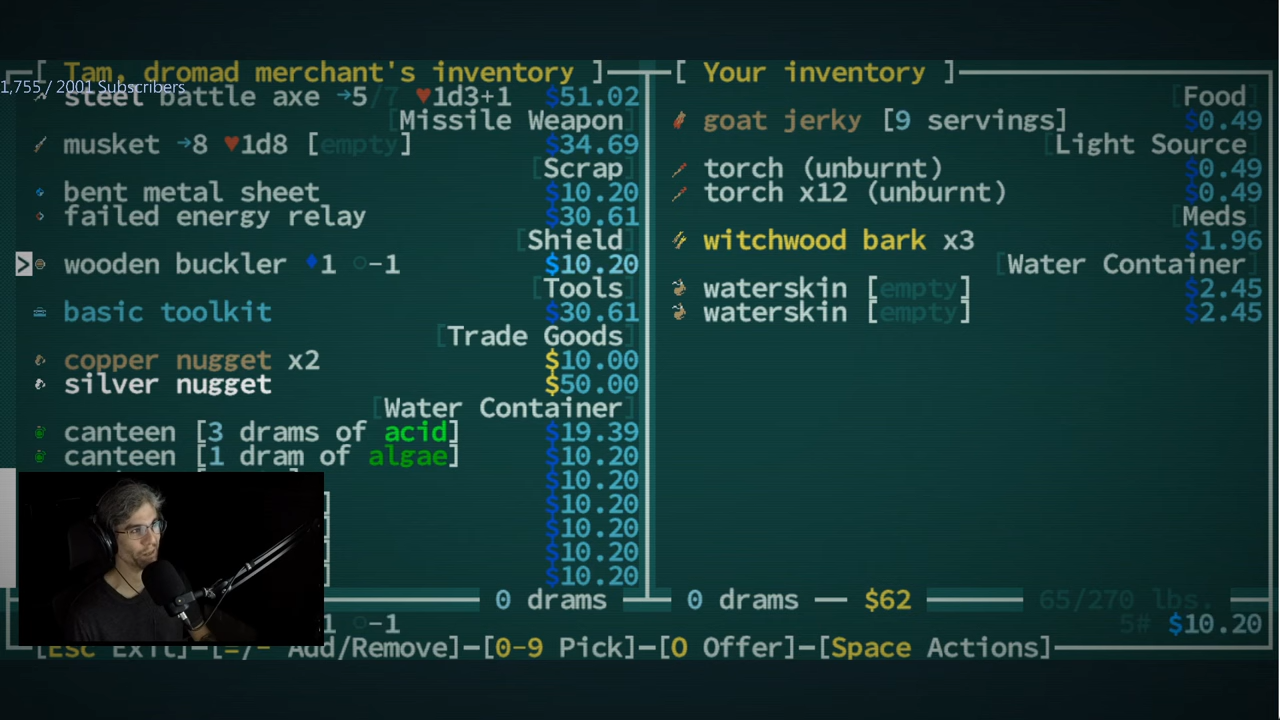 [ Tam, dromad merchant's inventory ]
1,755 / 2001 Subscribers
steel battle axe →5/7 ♥1d3+1 $51.02
[Missile Weapon]
musket →8 ♥1d8 [empty] $34.69
[Scrap]
bent metal sheet $10.20
failed energy relay $30.61
[Shield]
> wooden buckler ♦1 ○-1 $10.20
[Tools]
basic toolkit $30.61
[Trade Goods]
copper nugget x2 $10.00
silver nugget $50.00
[Water Container]
canteen [3 drams of acid] $19.39
canteen [1 dram of algae] $10.20
$10.20
] $10.20
] $10.20
] $10.20
] $10.20
0 drams
[ Your inventory ]
[Food]
goat jerky [9 servings] $0.49
[Light Source]
torch (unburnt) $0.49
torch x12 (unburnt) $0.49
[Meds]
witchwood bark x3 $1.96
[Water Container]
waterskin [empty] $2.45
waterskin [empty] $2.45
0 drams — $62 65/270 lbs.
1 ○-1 5# $10.20
[ESC Exit]-[=/- Add/Remove]-[0-9 Pick]-[O Offer]-[Space Actions]